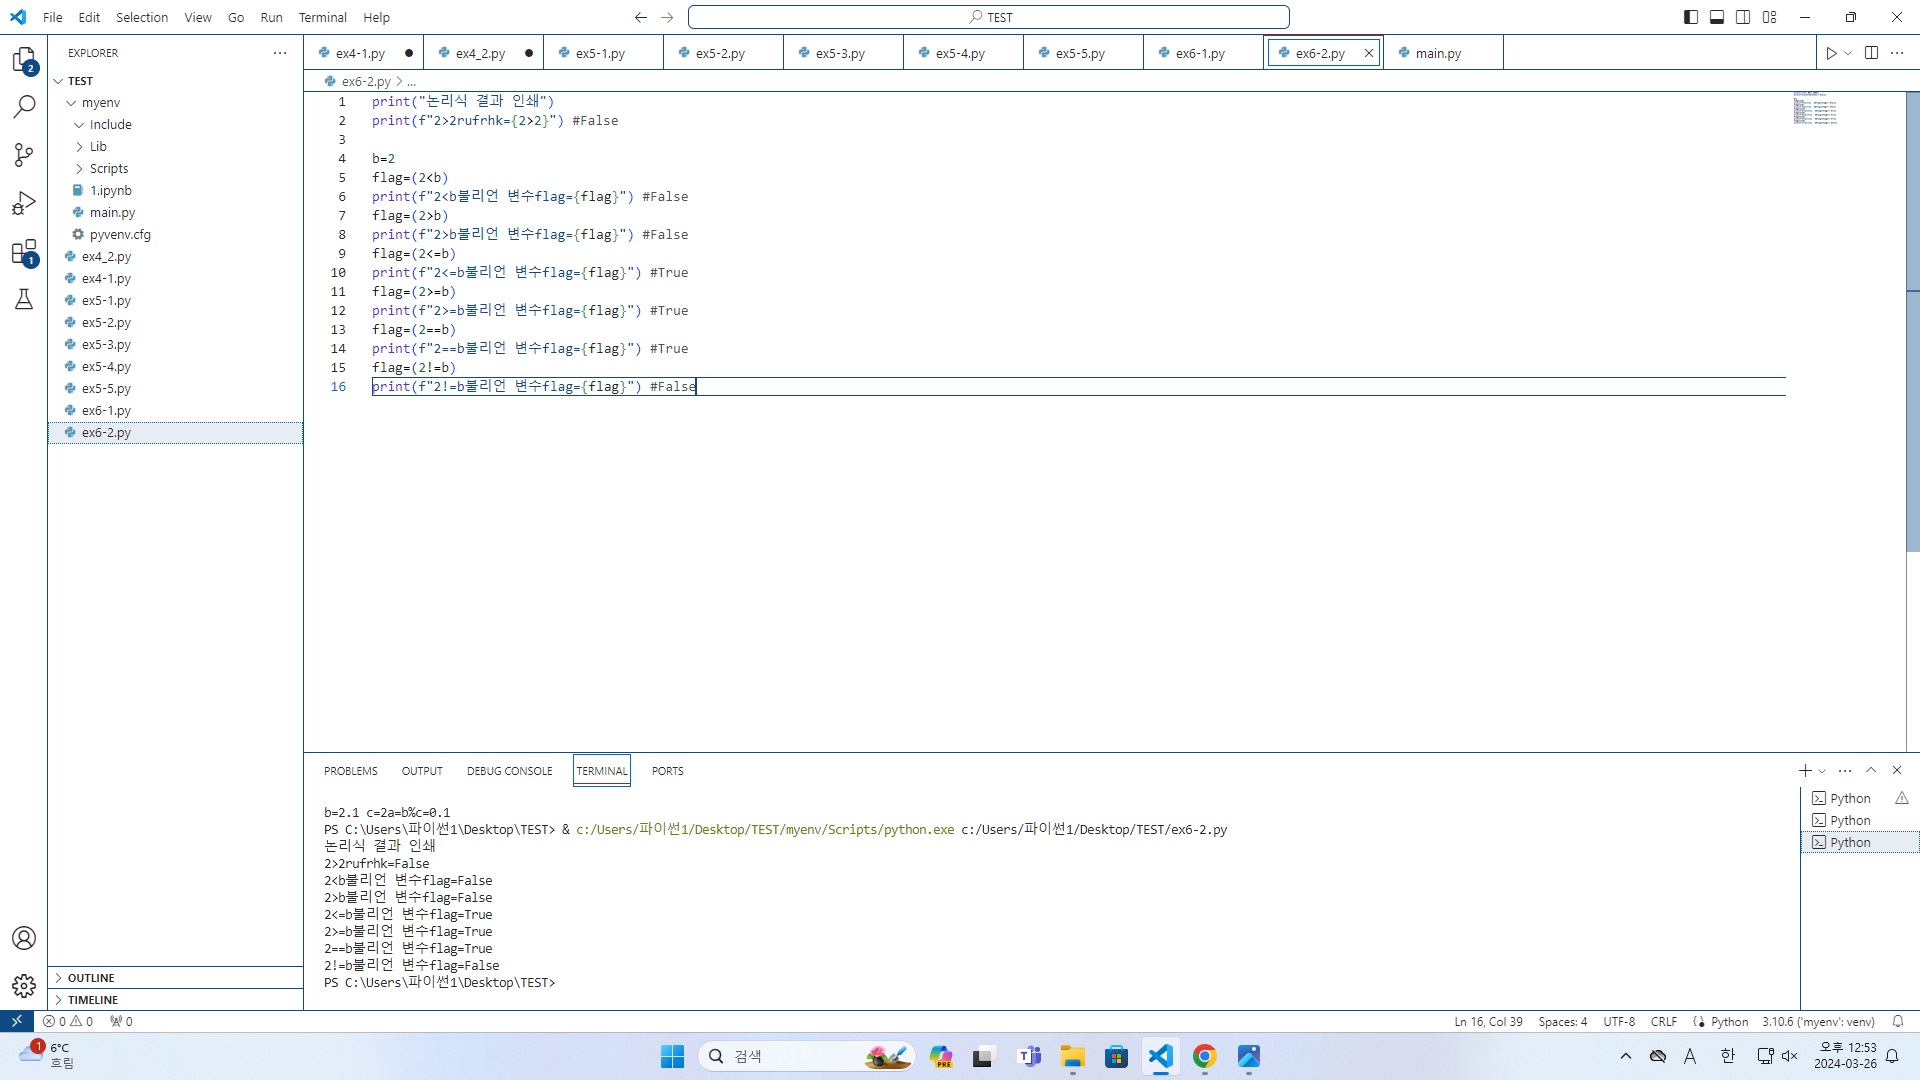 File Edit Selection View Go Run Terminal Help
TEST
EXPLORER
TEST
myenv
Include
Lib
Scripts
1.ipynb
main.py
pyvenv.cfg
ex4_2.py
ex4-1.py
ex5-1.py
ex5-2.py
ex5-3.py
ex5-4.py
ex5-5.py
ex6-1.py
ex6-2.py
OUTLINE
TIMELINE
2
1
ex4-1.py ex4_2.py ex5-1.py ex5-2.py ex5-3.py ex5-4.py ex5-5.py ex6-1.py ex6-2.py main.py
ex6-2.py > ...
1 print("논리식 결과 인쇄")
2 print(f"2>2rufrhk={2>2}") #False
3
4 b=2
5 flag=(2<b)
6 print(f"2<b불리언 변수flag={flag}") #False
7 flag=(2>b)
8 print(f"2>b불리언 변수flag={flag}") #False
9 flag=(2<=b)
10 print(f"2<=b불리언 변수flag={flag}") #True
11 flag=(2>=b)
12 print(f"2>=b불리언 변수flag={flag}") #True
13 flag=(2==b)
14 print(f"2==b불리언 변수flag={flag}") #True
15 flag=(2!=b)
16 print(f"2!=b불리언 변수flag={flag}") #False
PROBLEMS OUTPUT DEBUG CONSOLE TERMINAL PORTS
b=2.1 c=2a=b%c=0.1
PS C:\Users\파이썬1\Desktop\TEST> & c:/Users/파이썬1/Desktop/TEST/myenv/Scripts/python.exe c:/Users/파이썬1/Desktop/TEST/ex6-2.py
논리식 결과 인쇄
2>2rufrhk=False
2<b불리언 변수flag=False
2>b불리언 변수flag=False
2<=b불리언 변수flag=True
2>=b불리언 변수flag=True
2==b불리언 변수flag=True
2!=b불리언 변수flag=False
PS C:\Users\파이썬1\Desktop\TEST>
Python
Python
Python
0 0 0
Ln 16, Col 39 Spaces: 4 UTF-8 CRLF Python 3.10.6 ('myenv': venv)
1
6°C
흐림
검색
PRE
A 한
오후 12:53
2024-03-26